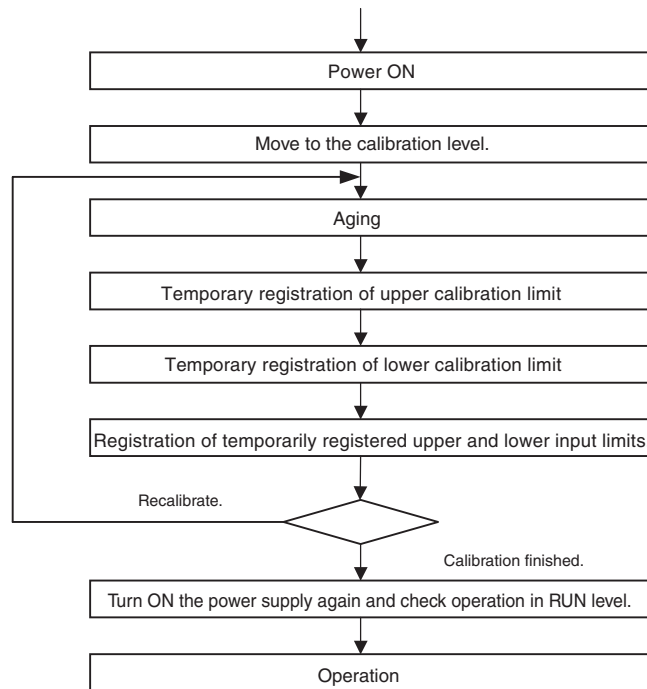 Power ON
Move to the calibration level.
Aging
Temporary registration of upper calibration limit
Temporary registration of lower calibration limit
Registration of temporarily registered upper and lower input limits
Recalibrate.
Calibration finished.
Turn ON the power supply again and check operation in RUN level.
Operation